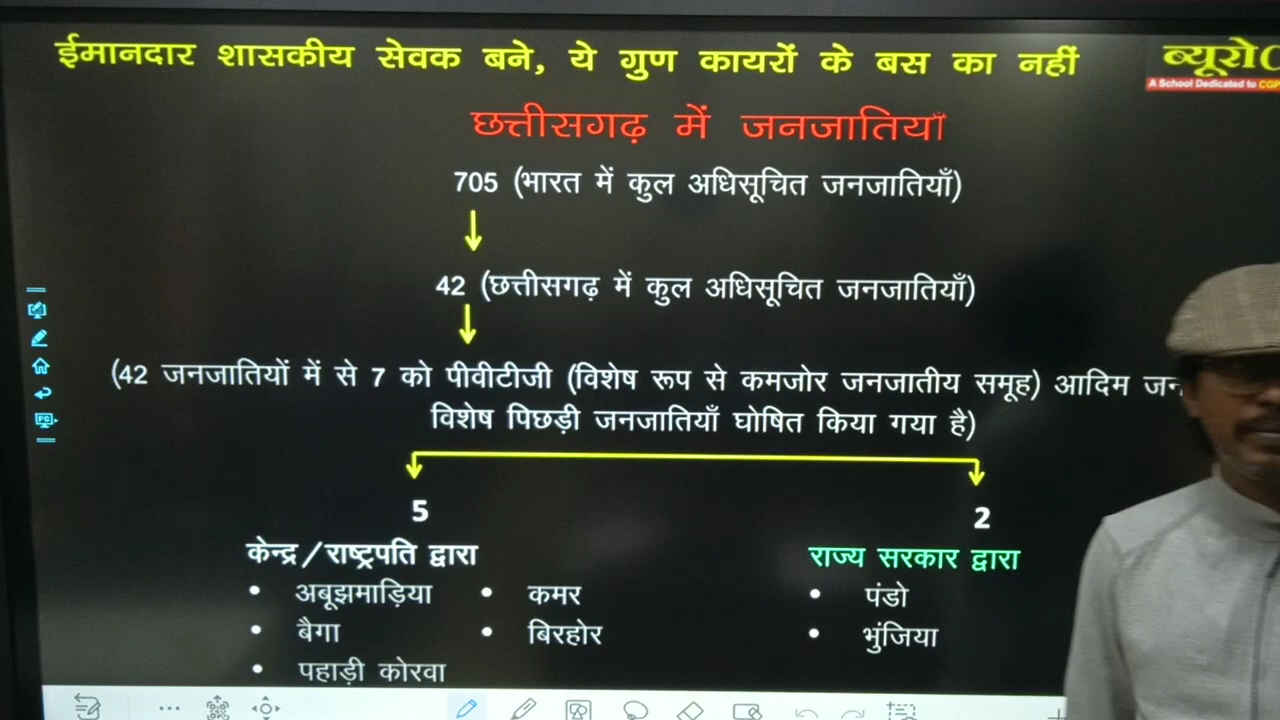 ईमानदार शासकीय सेवक बने, ये गुण कायरों के बस का नहीं
ब्यूरो
A School Dedicated to CGP
छत्तीसगढ़ में जनजातियाँ
705 (भारत में कुल अधिसूचित जनजातियाँ)
42 (छत्तीसगढ़ में कुल अधिसूचित जनजातियाँ)
(42 जनजातियों में से 7 को पीवीटीजी (विशेष रूप से कमजोर जनजातीय समूह) आदिम
विशेष पिछड़ी जनजातियाँ घोषित किया गया है)
5
2
केन्द्र/राष्ट्रपति द्वारा
राज्य सरकार द्वारा
• अबूझमाड़िया • कमर • पंडो
• बैगा • बिरहोर • भुंजिया
• पहाड़ी कोरवा